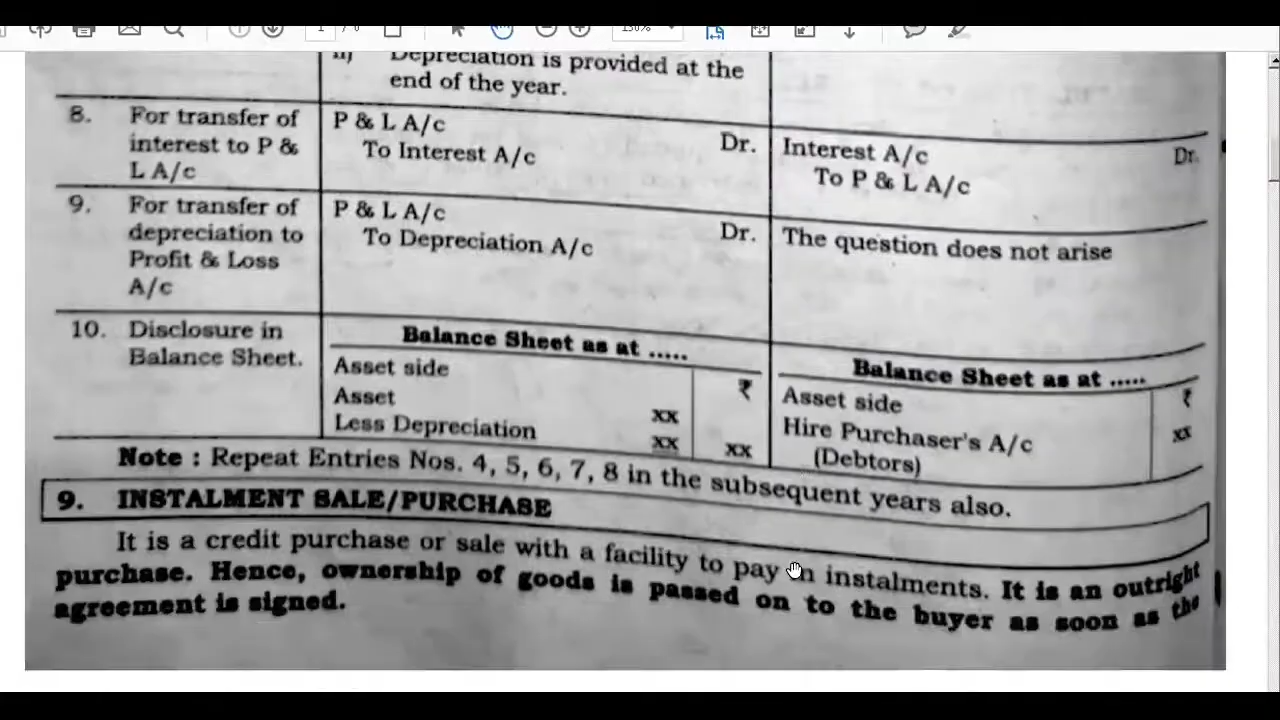 ii) Depreciation is provided at the
end of the year.
8. For transfer of interest to P & L A/c
P & L A/c Dr.
To Interest A/c
Interest A/c Dr.
To P & L A/c
9. For transfer of depreciation to Profit & Loss A/c
P & L A/c Dr.
To Depreciation A/c
The question does not arise
10. Disclosure in Balance Sheet.
Balance Sheet as at .....
Asset side ₹
Asset xx
Less Depreciation xx xx
Balance Sheet as at .....
Asset side ₹
Hire Purchaser's A/c xx
(Debtors)
Note : Repeat Entries Nos. 4, 5, 6, 7, 8 in the subsequent years also.
9. INSTALMENT SALE/PURCHASE
It is a credit purchase or sale with a facility to pay in instalments. It is an outright
purchase. Hence, ownership of goods is passed on to the buyer as soon as the
agreement is signed.